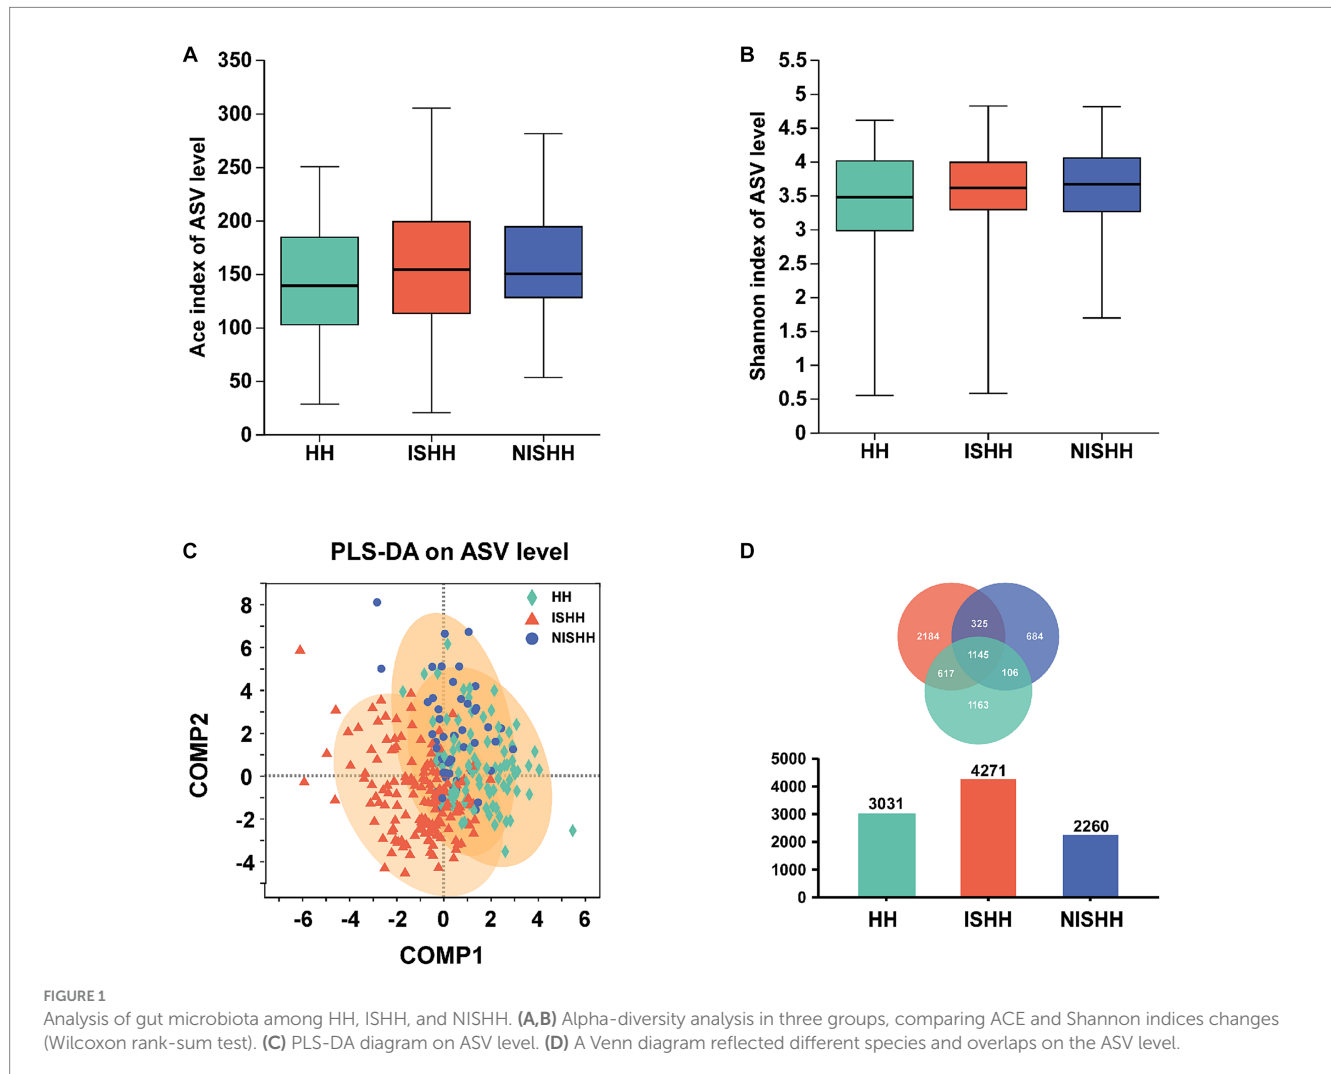 A
350
300
250
200
150
100
50
0
Ace index of ASV level
HH ISHH NISHH
B
5.5
5
4.5
4
3.5
3
2.5
2
1.5
1
0.5
0
Shannon index of ASV level
HH ISHH NISHH
C
PLS-DA on ASV level
HH
ISHH
NISHH
8
6
4
2
0
-2
-4
COMP2
-6 -4 -2 0 2 4 6
COMP1
D
325
2184 684
1145
617 106
1163
5000
4000
3000
2000
1000
0
3031 4271 2260
HH ISHH NISHH
FIGURE 1
Analysis of gut microbiota among HH, ISHH, and NISHH. (A,B) Alpha-diversity analysis in three groups, comparing ACE and Shannon indices changes
(Wilcoxon rank-sum test). (C) PLS-DA diagram on ASV level. (D) A Venn diagram reflected different species and overlaps on the ASV level.